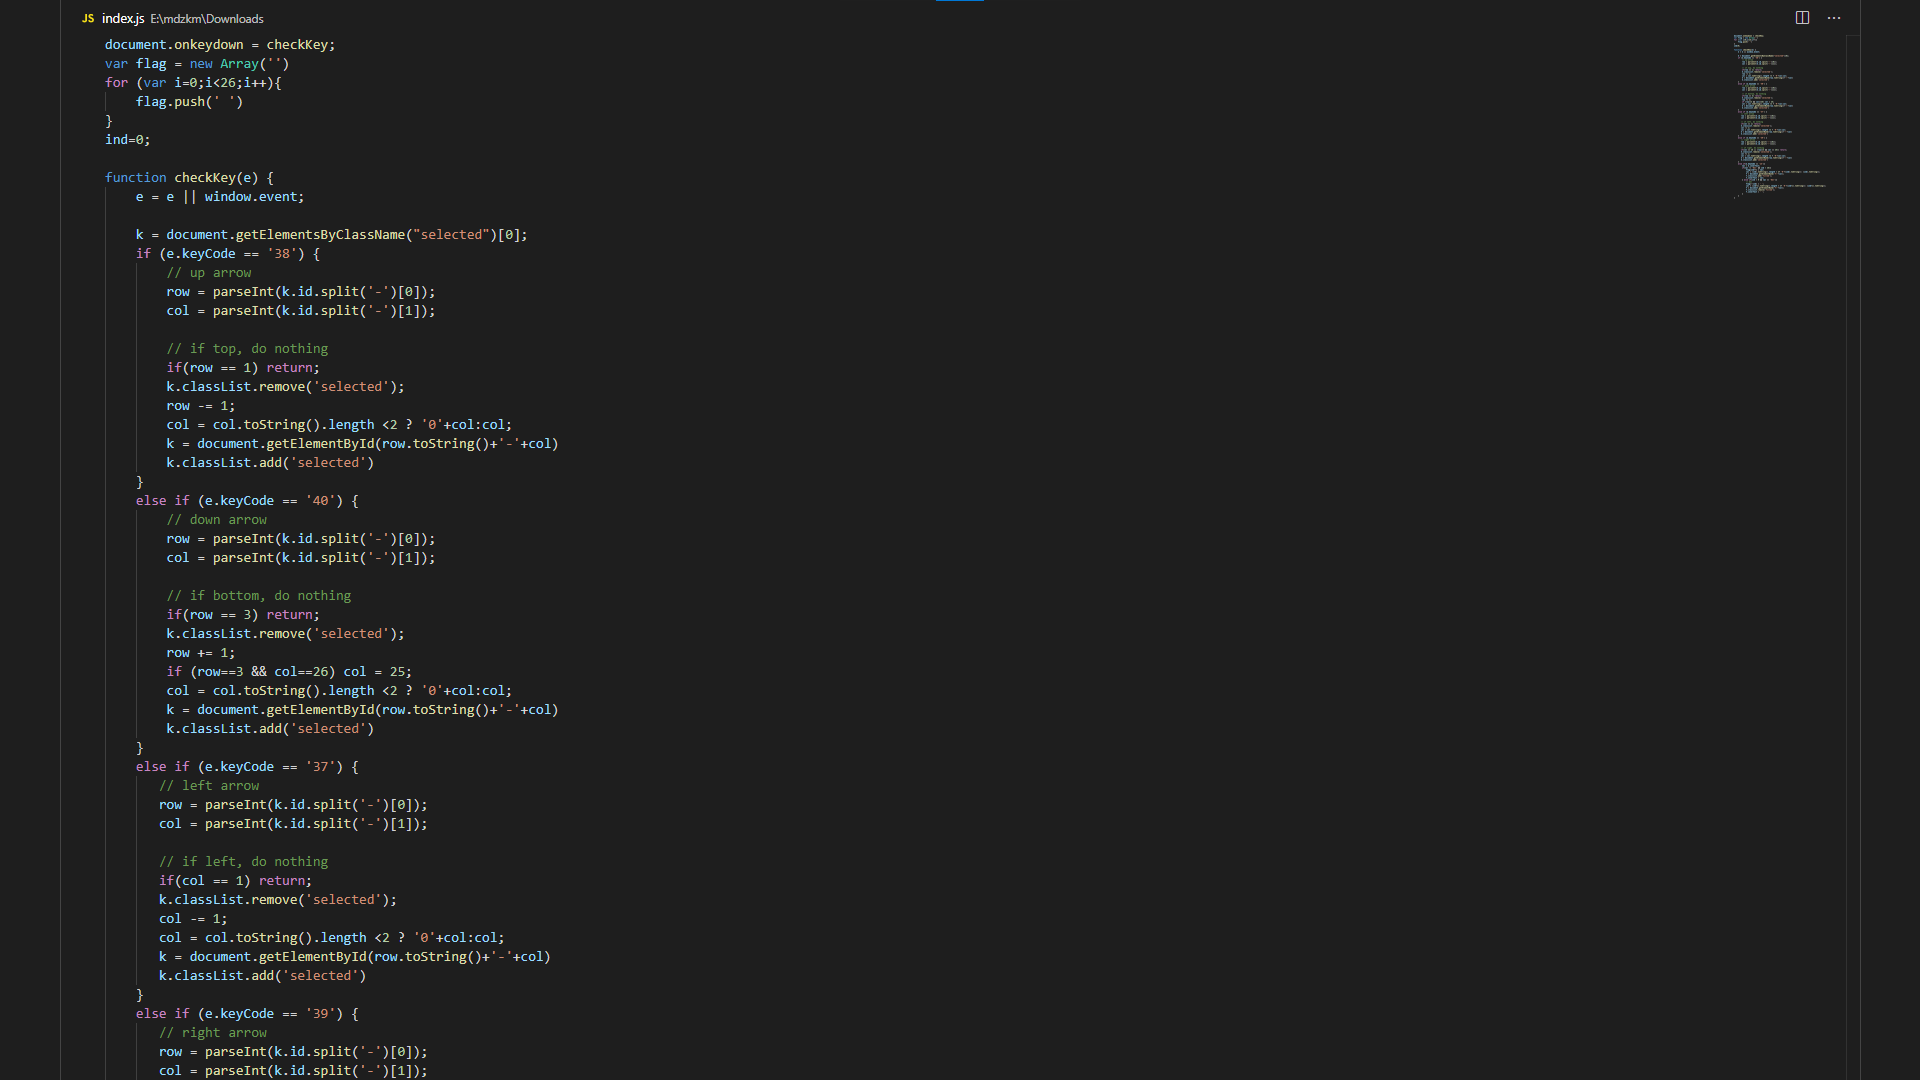 JS index.js E:\mdzkm\Downloads
document.onkeydown = checkKey;
var flag = new Array('')
for (var i=0;i<26;i++){
    flag.push(' ')
}
ind=0;

function checkKey(e) {
    e = e || window.event;

    k = document.getElementsByClassName("selected")[0];
    if (e.keyCode == '38') {
        // up arrow
        row = parseInt(k.id.split('-')[0]);
        col = parseInt(k.id.split('-')[1]);

        // if top, do nothing
        if(row == 1) return;
        k.classList.remove('selected');
        row -= 1;
        col = col.toString().length <2 ? '0'+col:col;
        k = document.getElementById(row.toString()+'-'+col)
        k.classList.add('selected')
    }
    else if (e.keyCode == '40') {
        // down arrow
        row = parseInt(k.id.split('-')[0]);
        col = parseInt(k.id.split('-')[1]);

        // if bottom, do nothing
        if(row == 3) return;
        k.classList.remove('selected');
        row += 1;
        if (row==3 && col==26) col = 25;
        col = col.toString().length <2 ? '0'+col:col;
        k = document.getElementById(row.toString()+'-'+col)
        k.classList.add('selected')
    }
    else if (e.keyCode == '37') {
       // left arrow
       row = parseInt(k.id.split('-')[0]);
       col = parseInt(k.id.split('-')[1]);

       // if left, do nothing
       if(col == 1) return;
       k.classList.remove('selected');
       col -= 1;
       col = col.toString().length <2 ? '0'+col:col;
       k = document.getElementById(row.toString()+'-'+col)
       k.classList.add('selected')
    }
    else if (e.keyCode == '39') {
       // right arrow
       row = parseInt(k.id.split('-')[0]);
       col = parseInt(k.id.split('-')[1]);